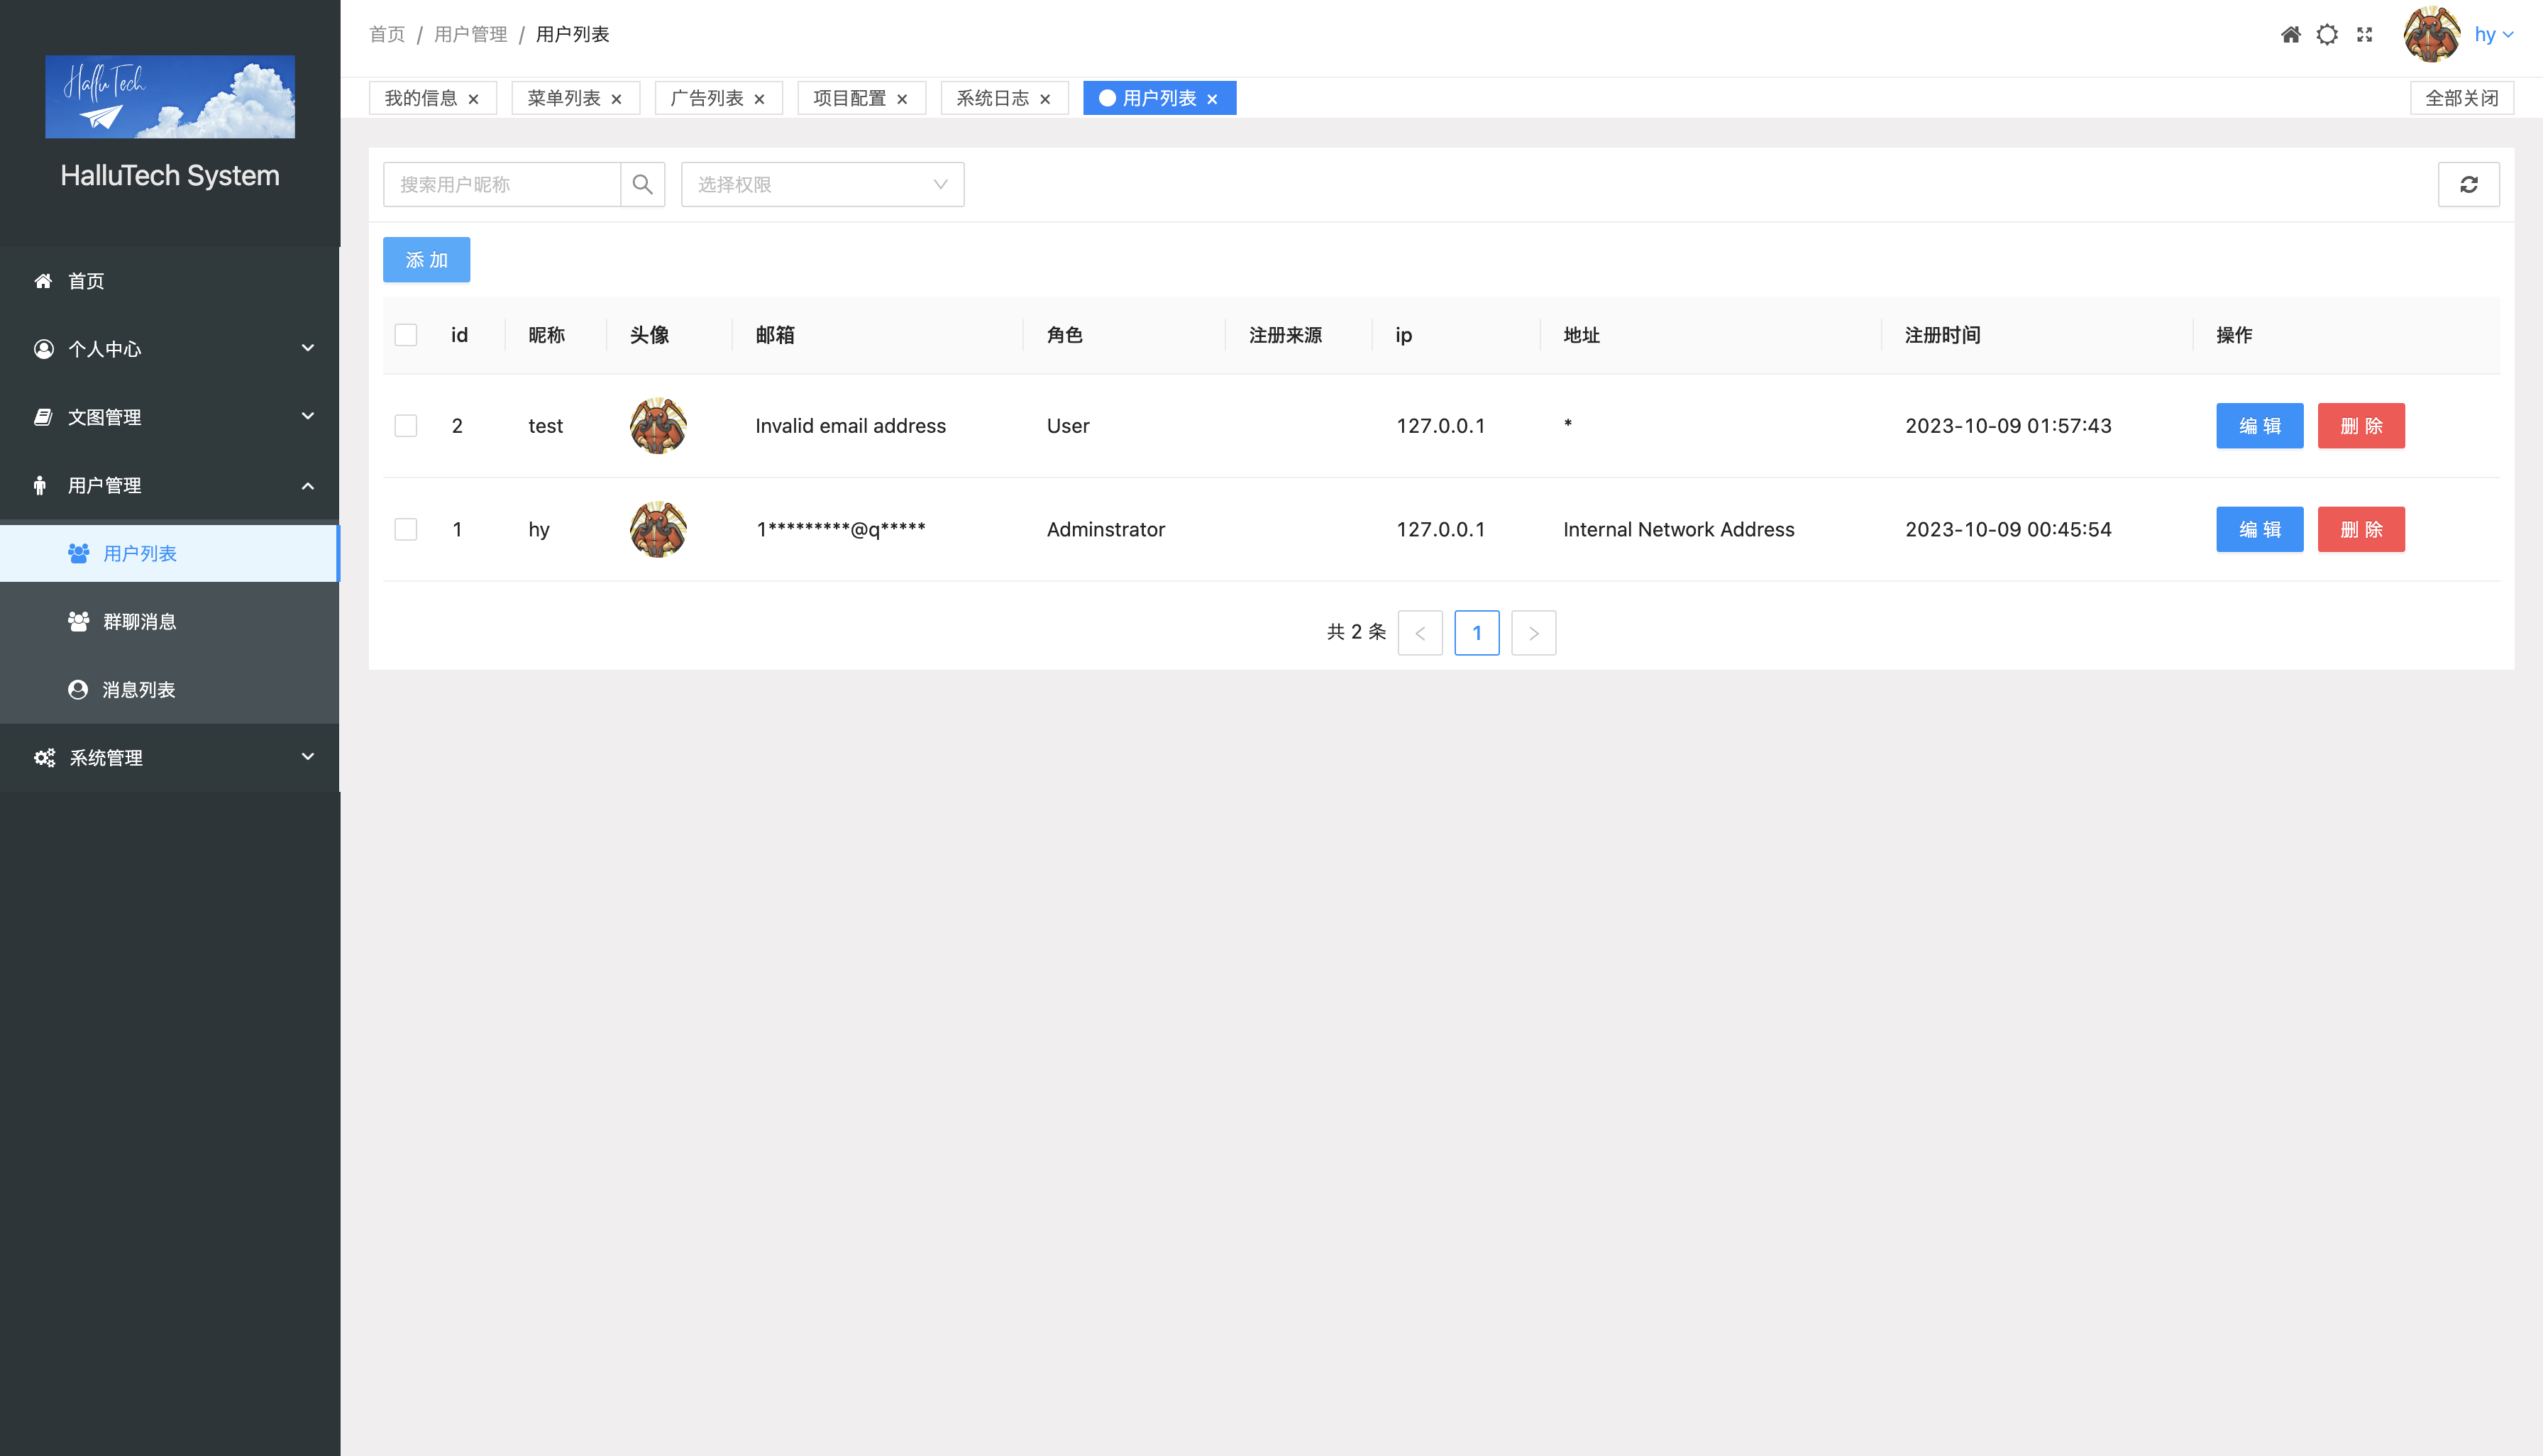 Hallu Tech
HalluTech System
首页
个人中心
文图管理
用户管理
用户列表
群聊消息
消息列表
系统管理
首页 / 用户管理 / 用户列表
hy
我的信息 × 菜单列表 × 广告列表 × 项目配置 × 系统日志 × 用户列表 × 全部关闭
搜索用户昵称 选择权限
添 加
id 昵称 头像 邮箱 角色 注册来源 ip 地址 注册时间 操作
2 test Invalid email address User 127.0.0.1 * 2023-10-09 01:57:43 编 辑 删 除
1 hy 1*********@q***** Adminstrator 127.0.0.1 Internal Network Address 2023-10-09 00:45:54 编 辑 删 除
共 2 条 < 1 >